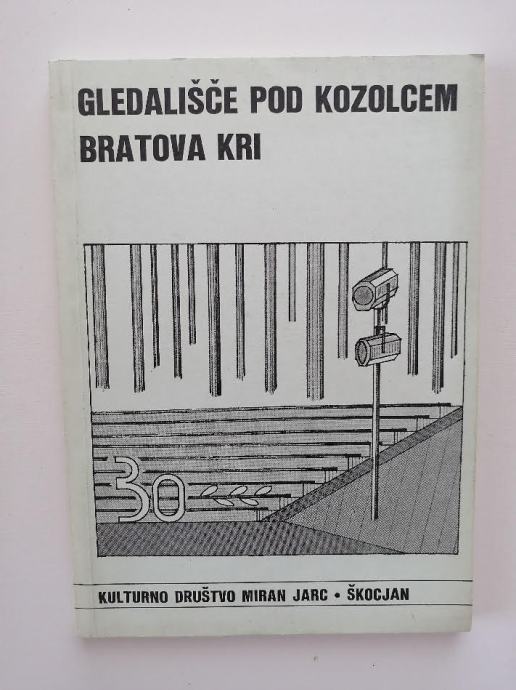 GLEDALIŠČE POD KOZOLCEM
BRATOVA KRI
30
KULTURNO DRUŠTVO MIRAN JARC • ŠKOCJAN